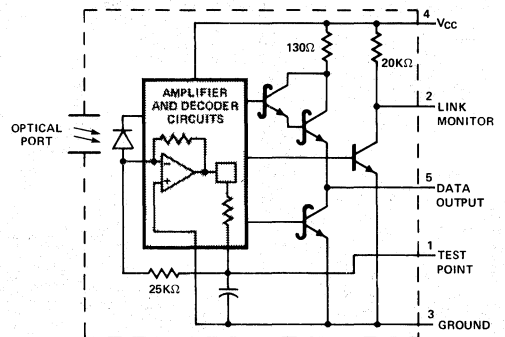 4
Vcc
130Ω
20KΩ
AMPLIFIER
AND DECODER
CIRCUITS
2
LINK
MONITOR
OPTICAL
PORT
−
+
5
DATA
OUTPUT
1
TEST
POINT
25KΩ
3
GROUND